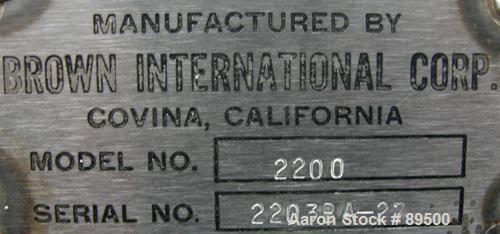 MANUFACTURED BY
BROWN INTERNATIONAL CORP.
COVINA, CALIFORNIA
MODEL NO. 2200
SERIAL NO.
Aaron Stock # 89500